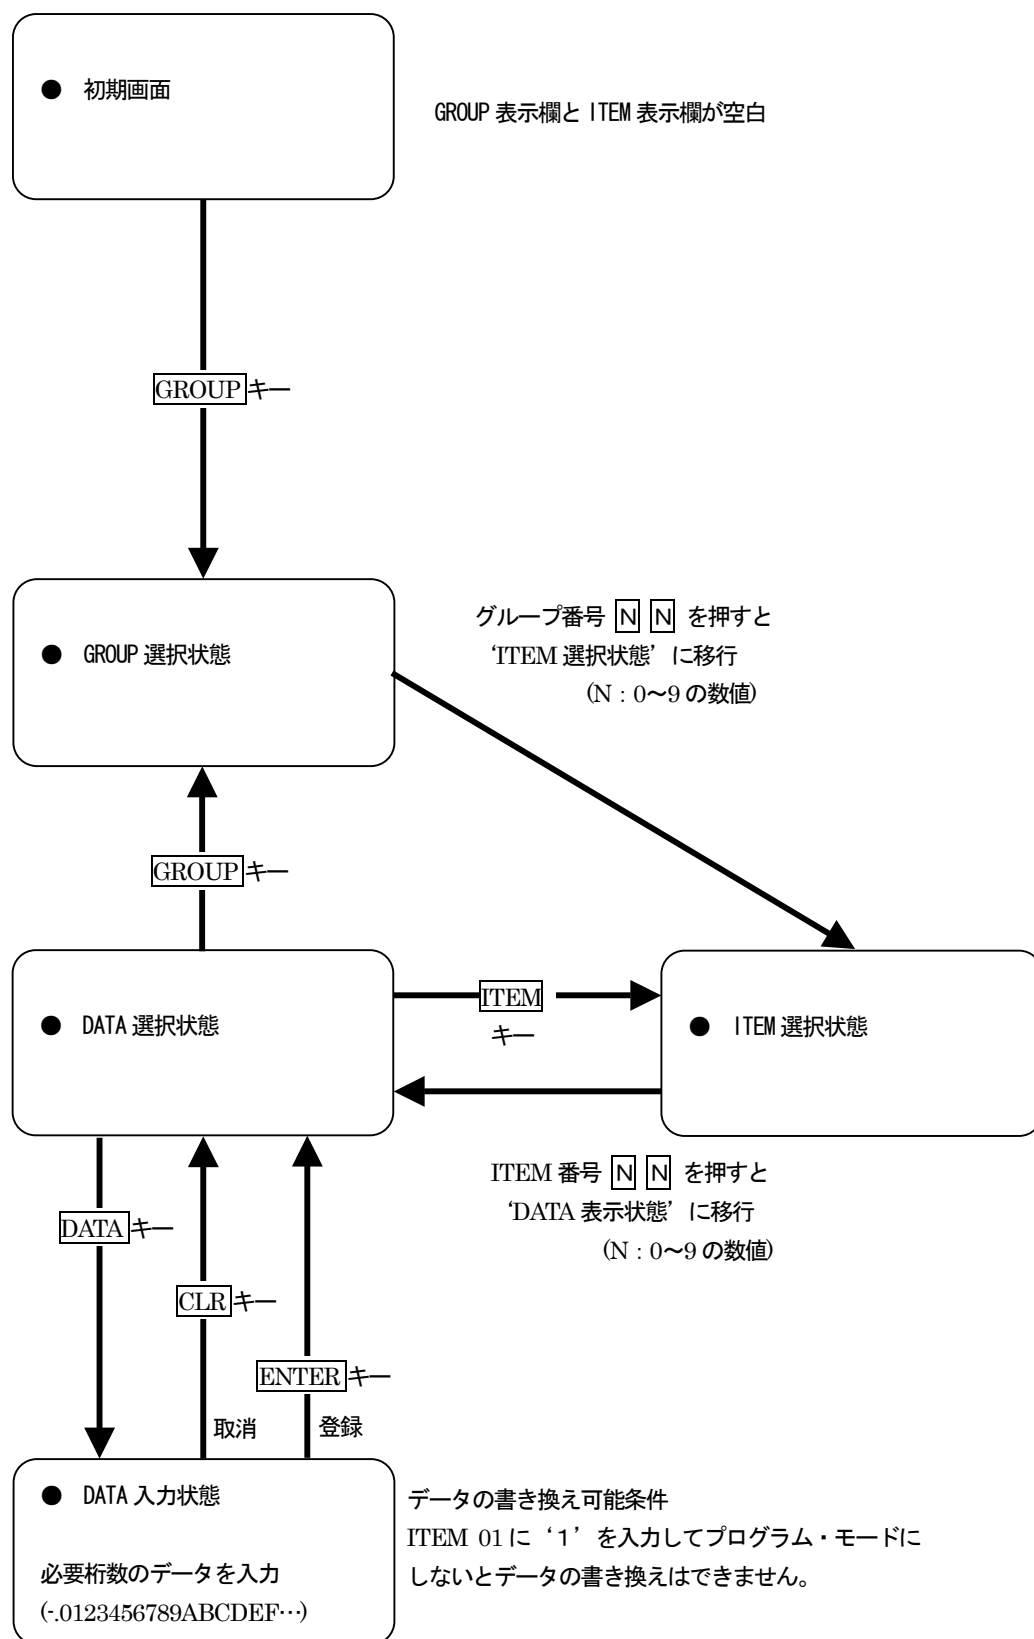 ● 初期画面
GROUP 表示欄と ITEM 表示欄が空白
GROUP キー
● GROUP 選択状態
グループ番号 N N を押すと
‘ITEM 選択状態’に移行
(N：0～9 の数値)
GROUP キー
● DATA 選択状態
ITEM
キー
● ITEM 選択状態
ITEM 番号 N N を押すと
‘DATA 表示状態’に移行
(N：0～9 の数値)
DATA キー
CLR キー
ENTER キー
取消
登録
● DATA 入力状態
必要桁数のデータを入力
(-.0123456789ABCDEF…)
データの書き換え可能条件
ITEM 01 に‘１’を入力してプログラム・モードに
しないとデータの書き換えはできません。